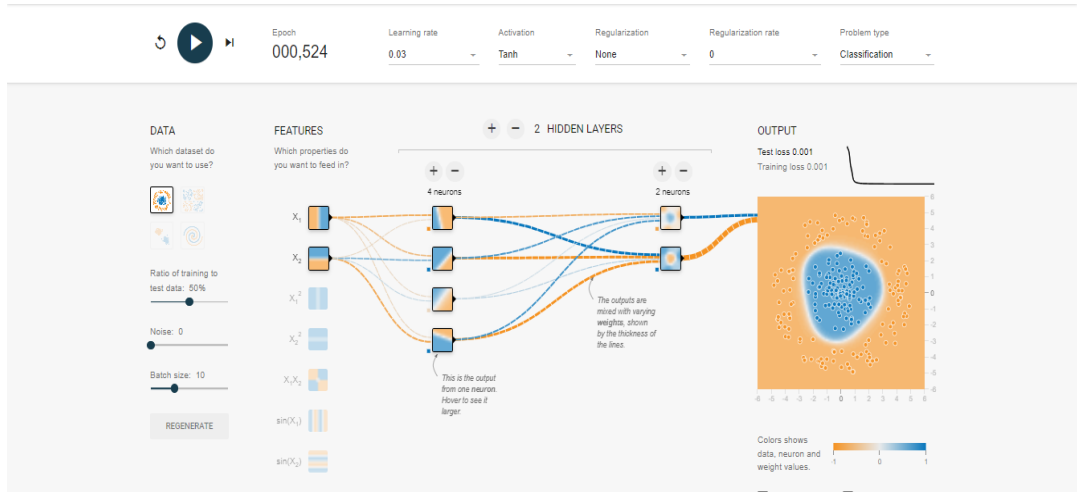 Epoch
000,524
Learning rate
0.03
Activation
Tanh
Regularization
None
Regularization rate
0
Problem type
Classification
DATA
Which dataset do
you want to use?
Ratio of training to
test data: 50%
Noise: 0
Batch size: 10
REGENERATE
FEATURES
Which properties do
you want to feed in?
X₁
X₂
X₁²
X₂²
X₁X₂
sin(X₁)
sin(X₂)
+ − 2 HIDDEN LAYERS
+ −
4 neurons
+ −
2 neurons
This is the output
from one neuron.
Hover to see it
larger.
The outputs are
mixed with varying
weights, shown
by the thickness of
the lines.
OUTPUT
Test loss 0.001
Training loss 0.001
6
5
4
3
2
1
0
-1
-2
-3
-4
-5
-6
-6 -5 -4 -3 -2 -1 0 1 2 3 4 5 6
Colors shows
data, neuron and
weight values.
-1 0 1